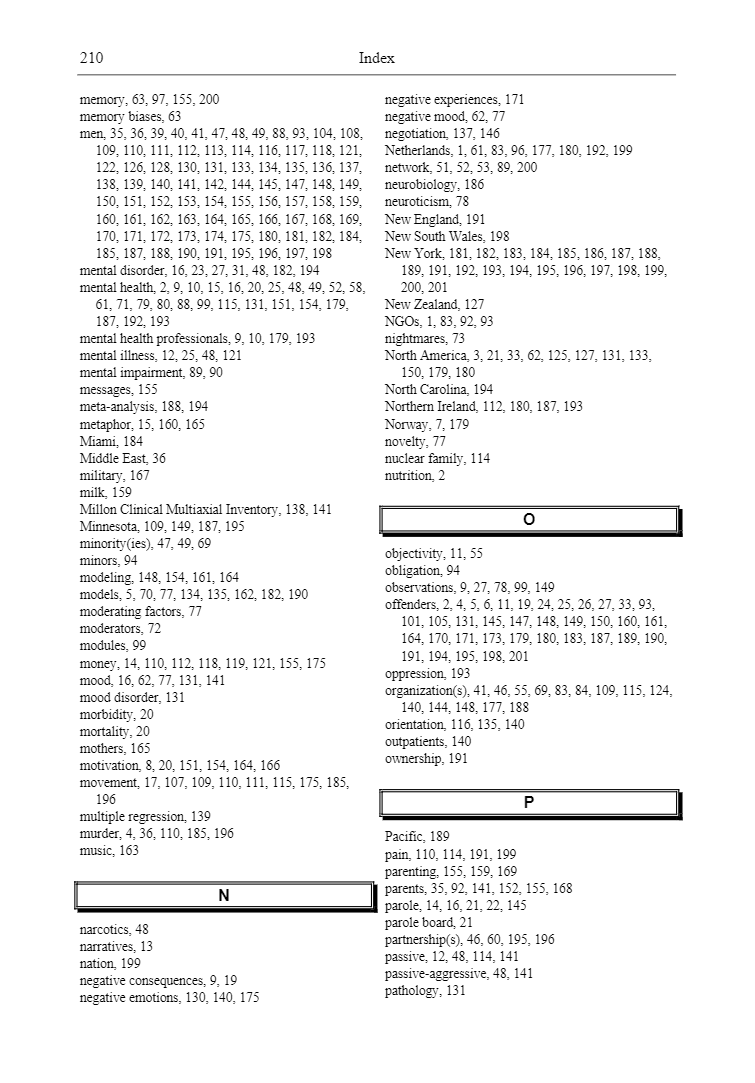 210 Index
memory, 63, 97, 155, 200
memory biases, 63
men, 35, 36, 39, 40, 41, 47, 48, 49, 88, 93, 104, 108,
109, 110, 111, 112, 113, 114, 116, 117, 118, 121,
122, 126, 128, 130, 131, 133, 134, 135, 136, 137,
138, 139, 140, 141, 142, 144, 145, 147, 148, 149,
150, 151, 152, 153, 154, 155, 156, 157, 158, 159,
160, 161, 162, 163, 164, 165, 166, 167, 168, 169,
170, 171, 172, 173, 174, 175, 180, 181, 182, 184,
185, 187, 188, 190, 191, 195, 196, 197, 198
mental disorder, 16, 23, 27, 31, 48, 182, 194
mental health, 2, 9, 10, 15, 16, 20, 25, 48, 49, 52, 58,
61, 71, 79, 80, 88, 99, 115, 131, 151, 154, 179,
187, 192, 193
mental health professionals, 9, 10, 179, 193
mental illness, 12, 25, 48, 121
mental impairment, 89, 90
messages, 155
meta-analysis, 188, 194
metaphor, 15, 160, 165
Miami, 184
Middle East, 36
military, 167
milk, 159
Millon Clinical Multiaxial Inventory, 138, 141
Minnesota, 109, 149, 187, 195
minority(ies), 47, 49, 69
minors, 94
modeling, 148, 154, 161, 164
models, 5, 70, 77, 134, 135, 162, 182, 190
moderating factors, 77
moderators, 72
modules, 99
money, 14, 110, 112, 118, 119, 121, 155, 175
mood, 16, 62, 77, 131, 141
mood disorder, 131
morbidity, 20
mortality, 20
mothers, 165
motivation, 8, 20, 151, 154, 164, 166
movement, 17, 107, 109, 110, 111, 115, 175, 185,
196
multiple regression, 139
murder, 4, 36, 110, 185, 196
music, 163
N
narcotics, 48
narratives, 13
nation, 199
negative consequences, 9, 19
negative emotions, 130, 140, 175
negative experiences, 171
negative mood, 62, 77
negotiation, 137, 146
Netherlands, 1, 61, 83, 96, 177, 180, 192, 199
network, 51, 52, 53, 89, 200
neurobiology, 186
neuroticism, 78
New England, 191
New South Wales, 198
New York, 181, 182, 183, 184, 185, 186, 187, 188,
189, 191, 192, 193, 194, 195, 196, 197, 198, 199,
200, 201
New Zealand, 127
NGOs, 1, 83, 92, 93
nightmares, 73
North America, 3, 21, 33, 62, 125, 127, 131, 133,
150, 179, 180
North Carolina, 194
Northern Ireland, 112, 180, 187, 193
Norway, 7, 179
novelty, 77
nuclear family, 114
nutrition, 2
O
objectivity, 11, 55
obligation, 94
observations, 9, 27, 78, 99, 149
offenders, 2, 4, 5, 6, 11, 19, 24, 25, 26, 27, 33, 93,
101, 105, 131, 145, 147, 148, 149, 150, 160, 161,
164, 170, 171, 173, 179, 180, 183, 187, 189, 190,
191, 194, 195, 198, 201
oppression, 193
organization(s), 41, 46, 55, 69, 83, 84, 109, 115, 124,
140, 144, 148, 177, 188
orientation, 116, 135, 140
outpatients, 140
ownership, 191
P
Pacific, 189
pain, 110, 114, 191, 199
parenting, 155, 159, 169
parents, 35, 92, 141, 152, 155, 168
parole, 14, 16, 21, 22, 145
parole board, 21
partnership(s), 46, 60, 195, 196
passive, 12, 48, 114, 141
passive-aggressive, 48, 141
pathology, 131